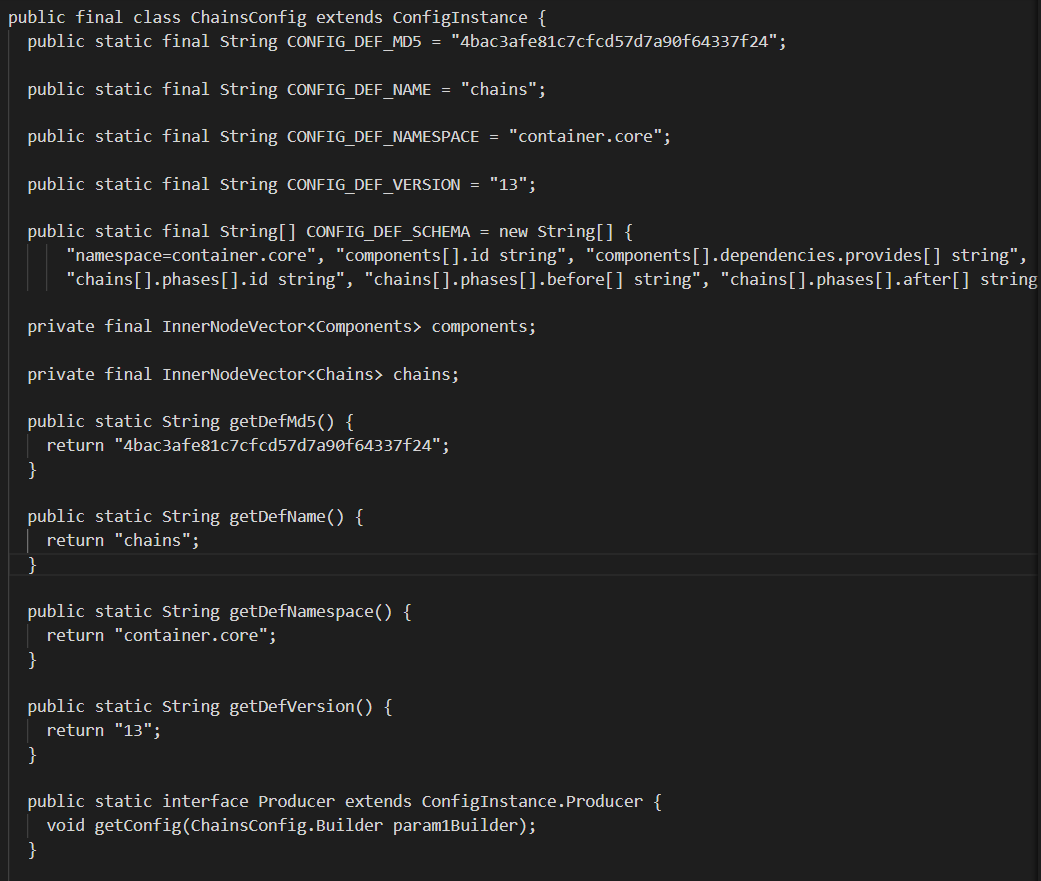 public final class ChainsConfig extends ConfigInstance {
public static final String CONFIG_DEF_MD5 = "4bac3afe81c7cfcd57d7a90f64337f24";
public static final String CONFIG_DEF_NAME = "chains";
public static final String CONFIG_DEF_NAMESPACE = "container.core";
public static final String CONFIG_DEF_VERSION = "13";
public static final String[] CONFIG_DEF_SCHEMA = new String[] {
"namespace=container.core", "components[].id string", "components[].dependencies.provides[] string",
"chains[].phases[].id string", "chains[].phases[].before[] string", "chains[].phases[].after[] string
private final InnerNodeVector<Components> components;
private final InnerNodeVector<Chains> chains;
public static String getDefMd5() {
return "4bac3afe81c7cfcd57d7a90f64337f24";
}
public static String getDefName() {
return "chains";
}
public static String getDefNamespace() {
return "container.core";
}
public static String getDefVersion() {
return "13";
}
public static interface Producer extends ConfigInstance.Producer {
void getConfig(ChainsConfig.Builder param1Builder);
}